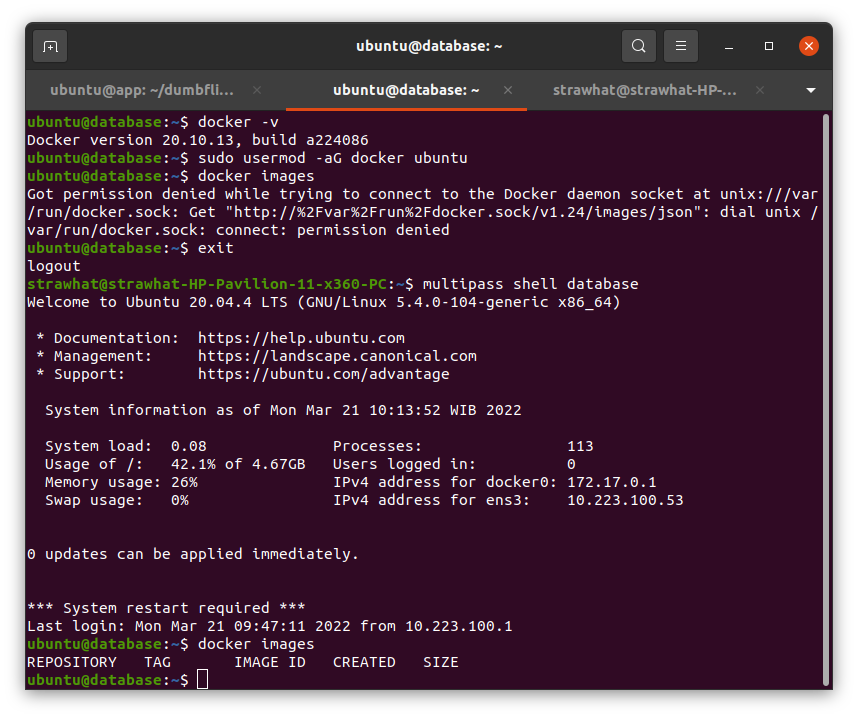 ubuntu@database: ~
ubuntu@app: ~/dumbfli...
ubuntu@database: ~
strawhat@strawhat-HP-...
ubuntu@database:~$ docker -v
Docker version 20.10.13, build a224086
ubuntu@database:~$ sudo usermod -aG docker ubuntu
ubuntu@database:~$ docker images
Got permission denied while trying to connect to the Docker daemon socket at unix:///var
/run/docker.sock: Get "http://%2Fvar%2Frun%2Fdocker.sock/v1.24/images/json": dial unix /
var/run/docker.sock: connect: permission denied
ubuntu@database:~$ exit
logout
strawhat@strawhat-HP-Pavilion-11-x360-PC:~$ multipass shell database
Welcome to Ubuntu 20.04.4 LTS (GNU/Linux 5.4.0-104-generic x86_64)
* Documentation:  https://help.ubuntu.com
* Management:     https://landscape.canonical.com
* Support:        https://ubuntu.com/advantage
System information as of Mon Mar 21 10:13:52 WIB 2022
System load:  0.08              Processes:                113
Usage of /:   42.1% of 4.67GB   Users logged in:          0
Memory usage: 26%               IPv4 address for docker0: 172.17.0.1
Swap usage:   0%                IPv4 address for ens3:    10.223.100.53
0 updates can be applied immediately.
*** System restart required ***
Last login: Mon Mar 21 09:47:11 2022 from 10.223.100.1
ubuntu@database:~$ docker images
REPOSITORY   TAG       IMAGE ID   CREATED   SIZE
ubuntu@database:~$